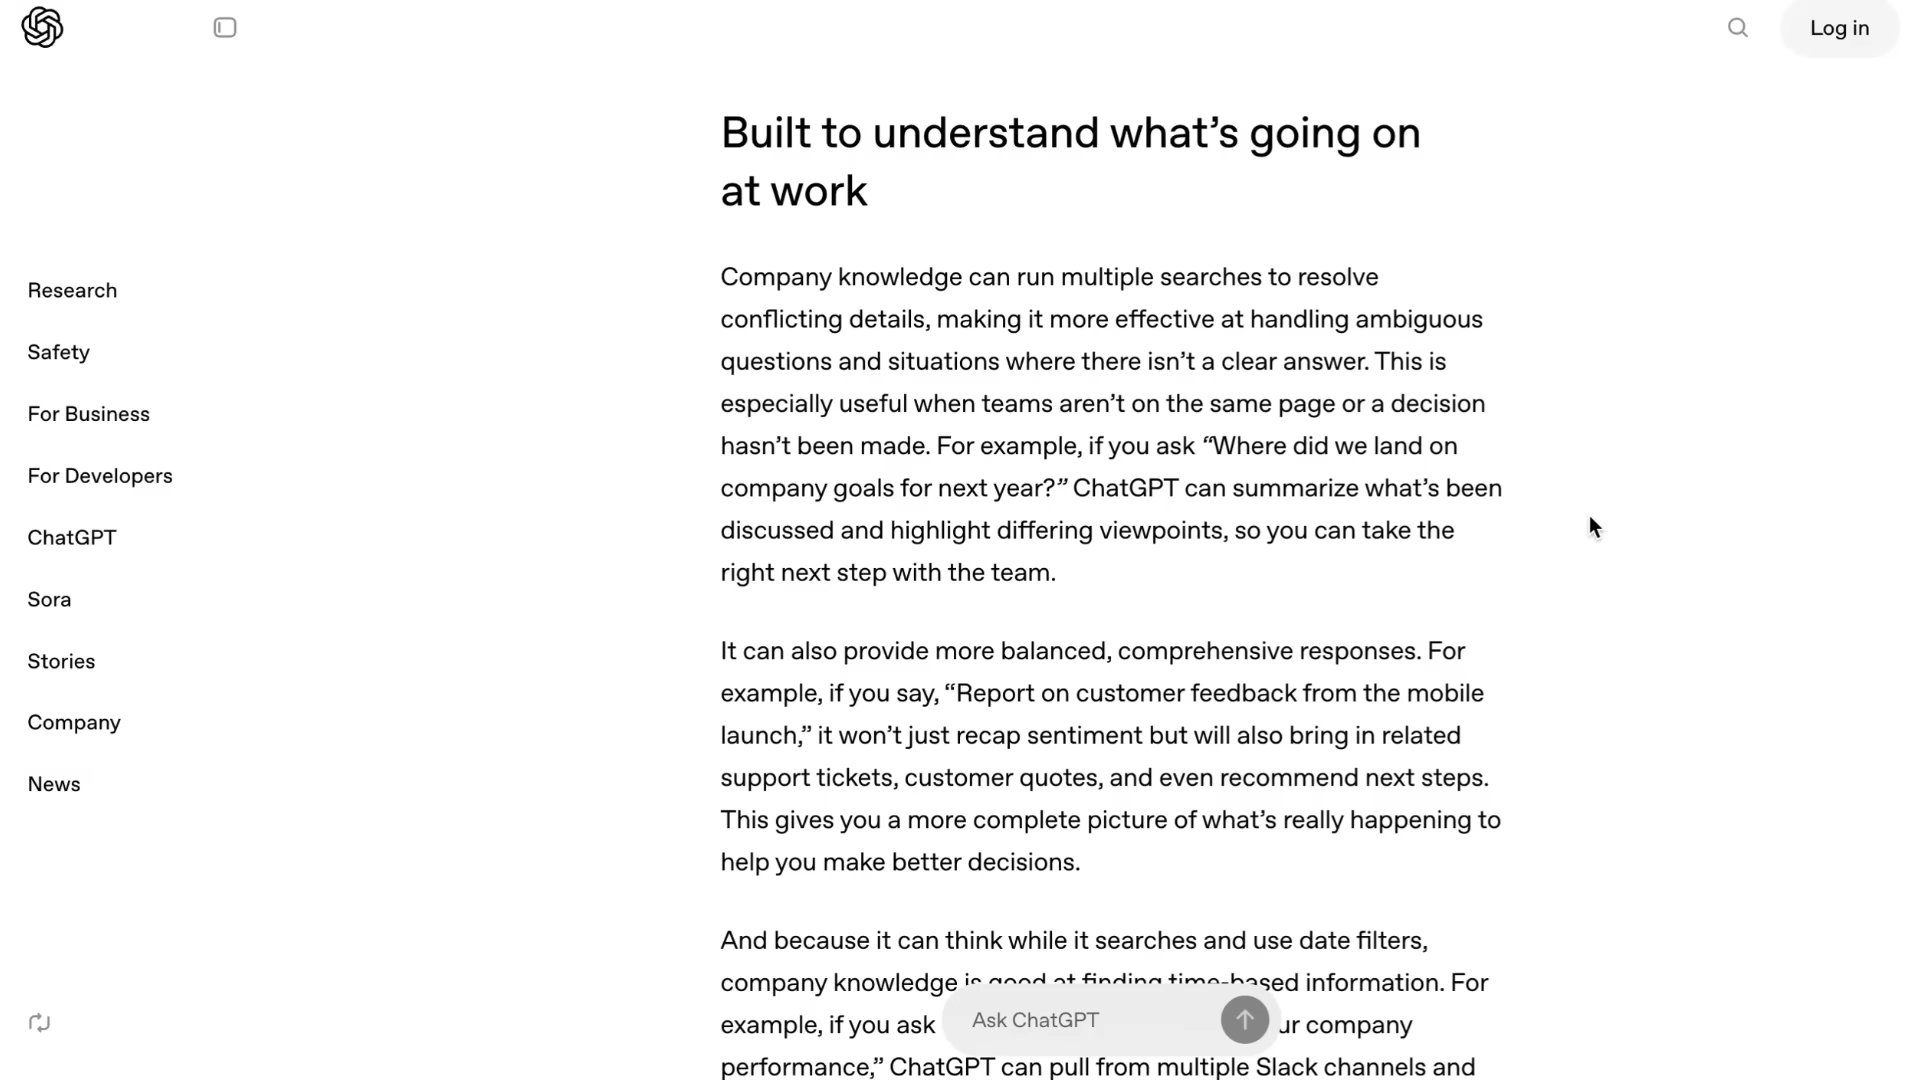 Log in
Built to understand what’s going on
at work
Research
Safety
For Business
For Developers
ChatGPT
Sora
Stories
Company
News
Company knowledge can run multiple searches to resolve
conflicting details, making it more effective at handling ambiguous
questions and situations where there isn’t a clear answer. This is
especially useful when teams aren’t on the same page or a decision
hasn’t been made. For example, if you ask “Where did we land on
company goals for next year?” ChatGPT can summarize what’s been
discussed and highlight differing viewpoints, so you can take the
right next step with the team.
It can also provide more balanced, comprehensive responses. For
example, if you say, “Report on customer feedback from the mobile
launch,” it won’t just recap sentiment but will also bring in related
support tickets, customer quotes, and even recommend next steps.
This gives you a more complete picture of what’s really happening to
help you make better decisions.
And because it can think while it searches and use date filters,
company knowledge is good at finding time-based information. For
example, if you ask
company
performance,” ChatGPT can pull from multiple Slack channels and
Ask ChatGPT